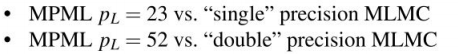 • MPML p_L = 23 vs. “single” precision MLMC
• MPML p_L = 52 vs. “double” precision MLMC